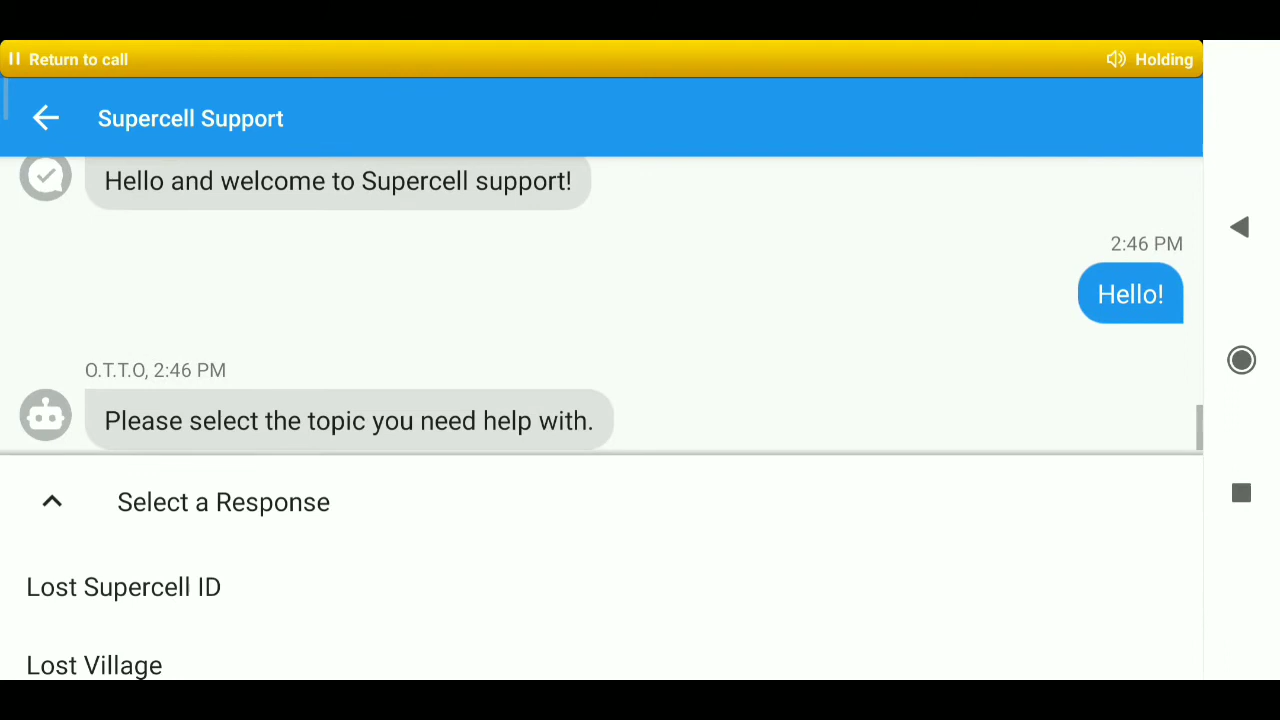 Return to call
Holding
Supercell Support
Hello and welcome to Supercell support!
2:46 PM
Hello!
O.T.T.O, 2:46 PM
Please select the topic you need help with.
Select a Response
Lost Supercell ID
Lost Village